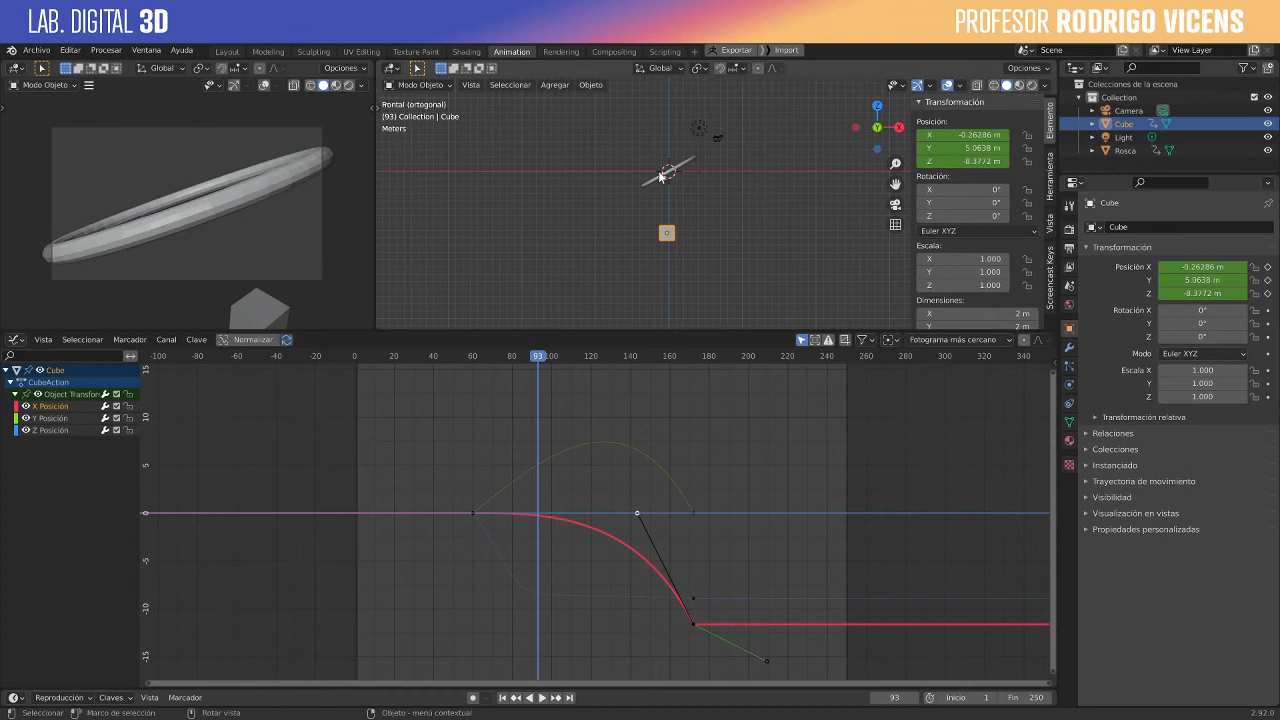 LAB. DIGITAL 3D
PROFESOR RODRIGO VICENS
Archivo Editar Procesar Ventana Ayuda
Layout Modeling Sculpting UV Editing Texture Paint Shading Animation Rendering Compositing Scripting + Exportar Import
Scene View Layer
Global Opciones
Global Opciones
Modo Objeto
Modo Objeto Vista Seleccionar Agregar Objeto
Colecciones de la escena
Collection
Camera
Cube
Light
Rosca
Frontal (ortogonal)
(93) Collection | Cube
Meters
Z
Y
X
Transformación
Posición:
X -0.26286 m
Y 5.0638 m
Z -8.3772 m
Rotación:
X 0°
Y 0°
Z 0°
Euler XYZ
Escala:
X 1.000
Y 1.000
Z 1.000
Dimensiones:
X 2 m
Y 2 m
Elemento
Herramienta
Vista
Screencast Keys
Cube
Cube
Transformación
Posición X -0.26286 m
Y 5.0638 m
Z -8.3772 m
Rotación X 0°
Y 0°
Z 0°
Modo Euler XYZ
Escala X 1.000
Y 1.000
Z 1.000
Transformación relativa
Relaciones
Colecciones
Instanciado
Trayectoria de movimiento
Visibilidad
Visualización en vistas
Propiedades personalizadas
Vista Seleccionar Marcador Canal Clave Normalizar Fotograma más cercano
-100 -80 -60 -40 -20 0 20 40 60 80 93 100 120 140 160 180 200 220 240 260 280 300 320 340
Cube
CubeAction
Object Transfor
X Posición
Y Posición
Z Posición
15
10
5
0
-5
-10
-15
Reproducción Claves Vista Marcador 93 Inicio 1 Fin 250
Seleccionar Marco de selección Rotar vista Objeto - menú contextual 2.92.0